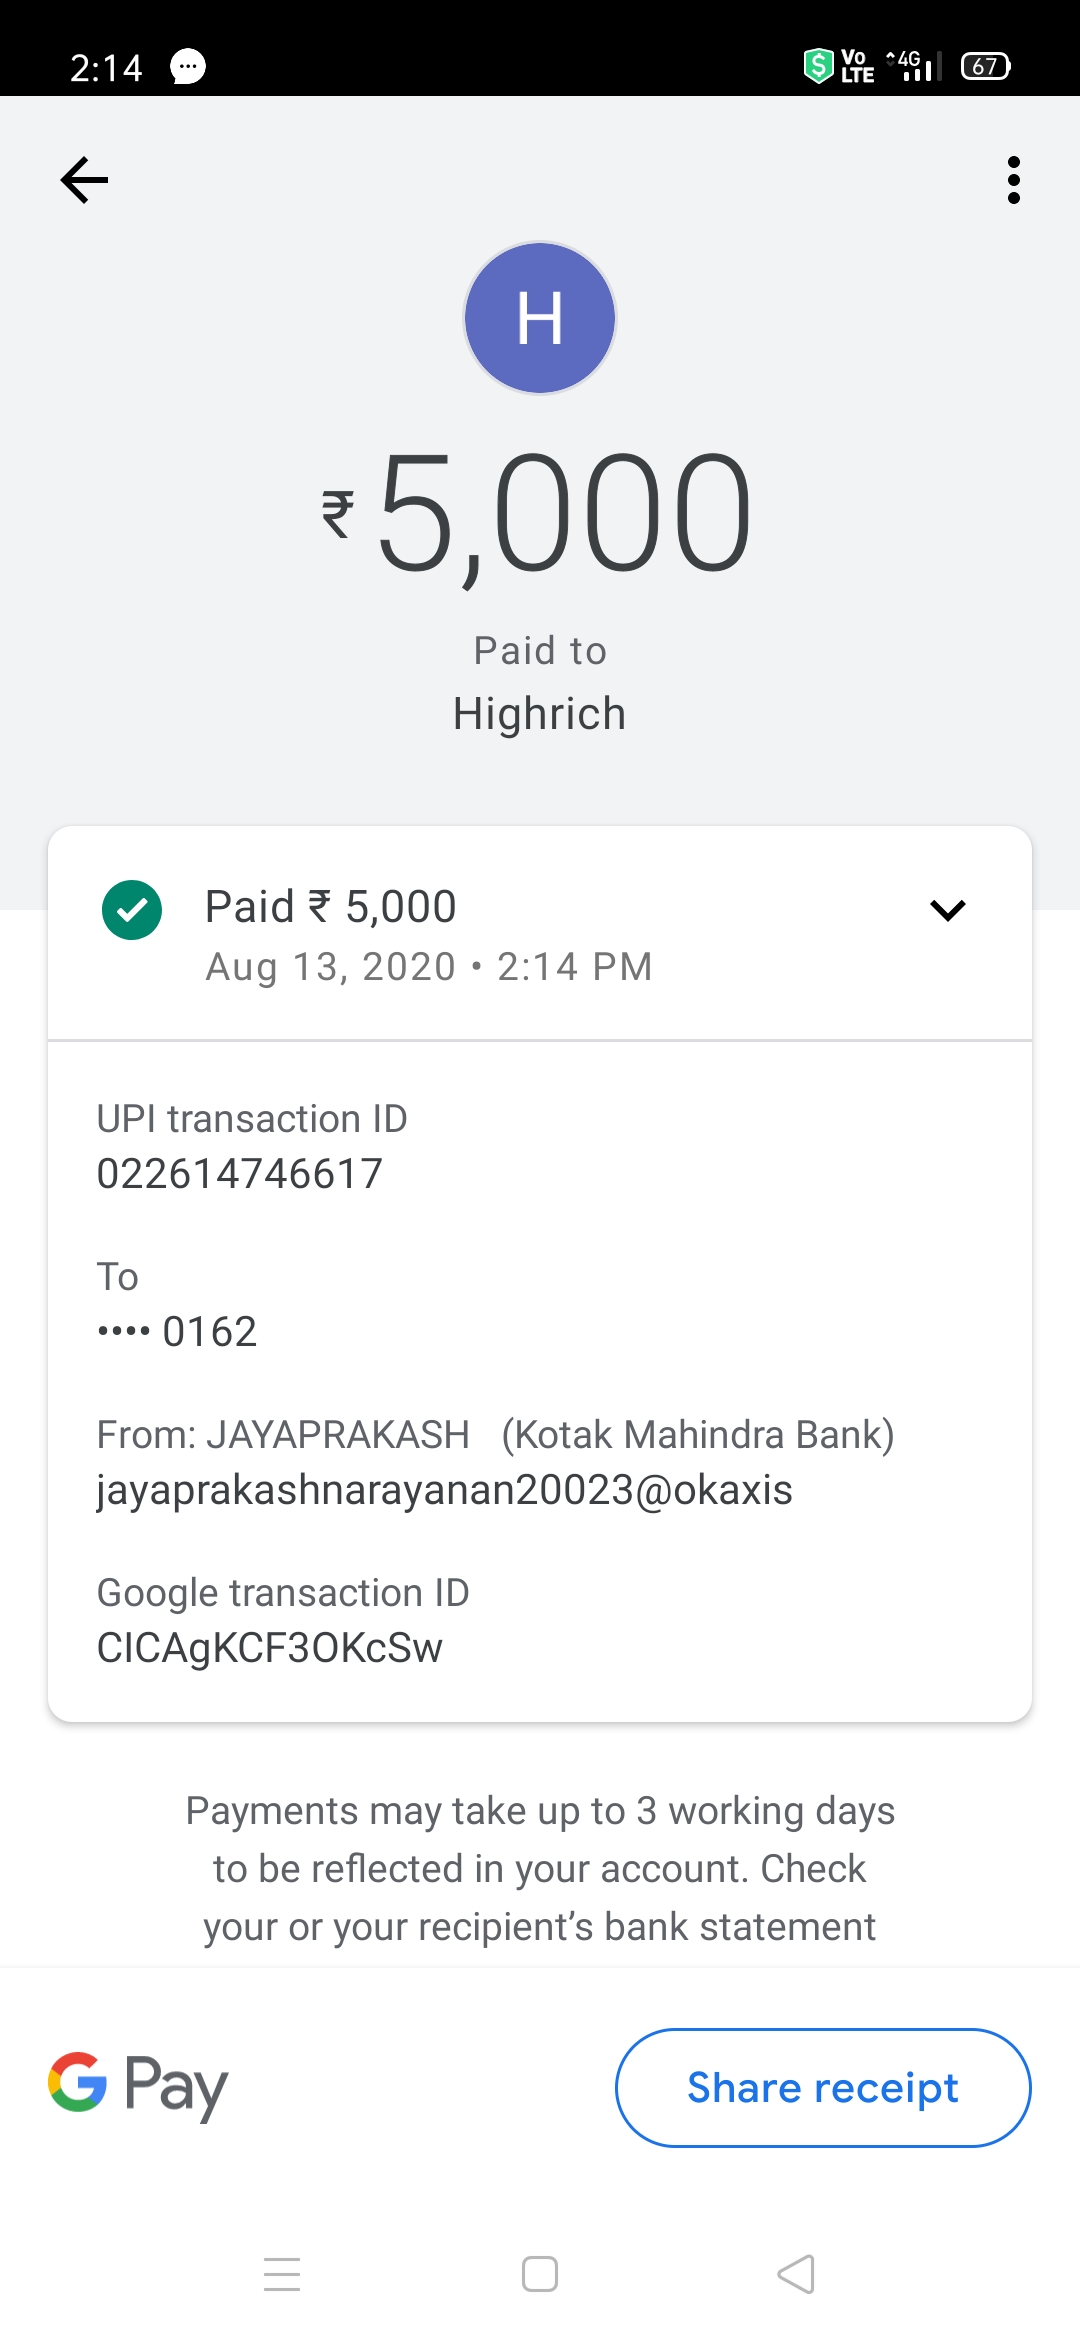 2:14
Vo LTE 4G 67
H
₹5,000
Paid to
Highrich
Paid ₹ 5,000
Aug 13, 2020 • 2:14 PM
UPI transaction ID
022614746617
To
•••• 0162
From: JAYAPRAKASH (Kotak Mahindra Bank)
jayaprakashnarayanan20023@okaxis
Google transaction ID
CICAgKCF3OKcSw
Payments may take up to 3 working days
to be reflected in your account. Check
your or your recipient's bank statement
G Pay
Share receipt